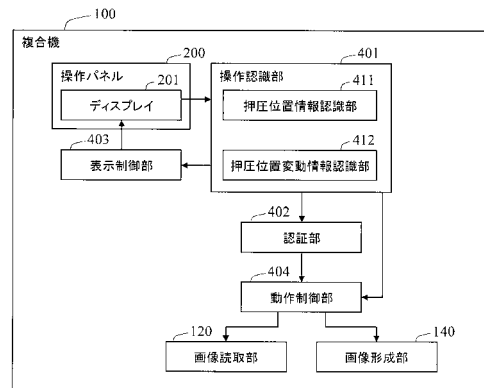 100
複合機
200
操作パネル
201
ディスプレイ
401
操作認識部
411
押圧位置情報認識部
412
押圧位置変動情報認識部
403
表示制御部
402
認証部
404
動作制御部
120
画像読取部
140
画像形成部